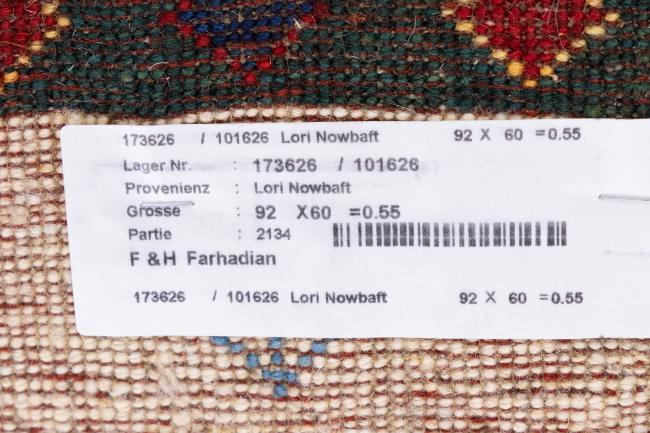 173626 / 101626 Lori Nowbaft 92 X 60 =0.55
Lager Nr. : 173626 / 101626
Provenienz : Lori Nowbaft
Grosse : 92 X60 =0.55
Partie : 2134
F &H Farhadian
173626 / 101626 Lori Nowbaft 92 X 60 =0.55